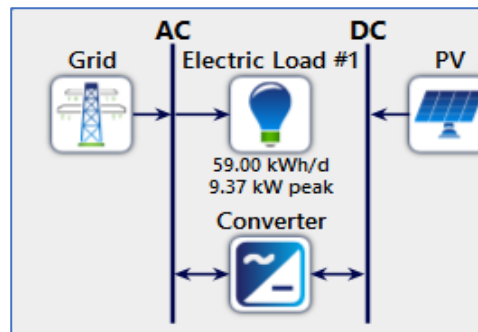 AC
DC
Grid
Electric Load #1
PV
59.00 kWh/d
9.37 kW peak
Converter